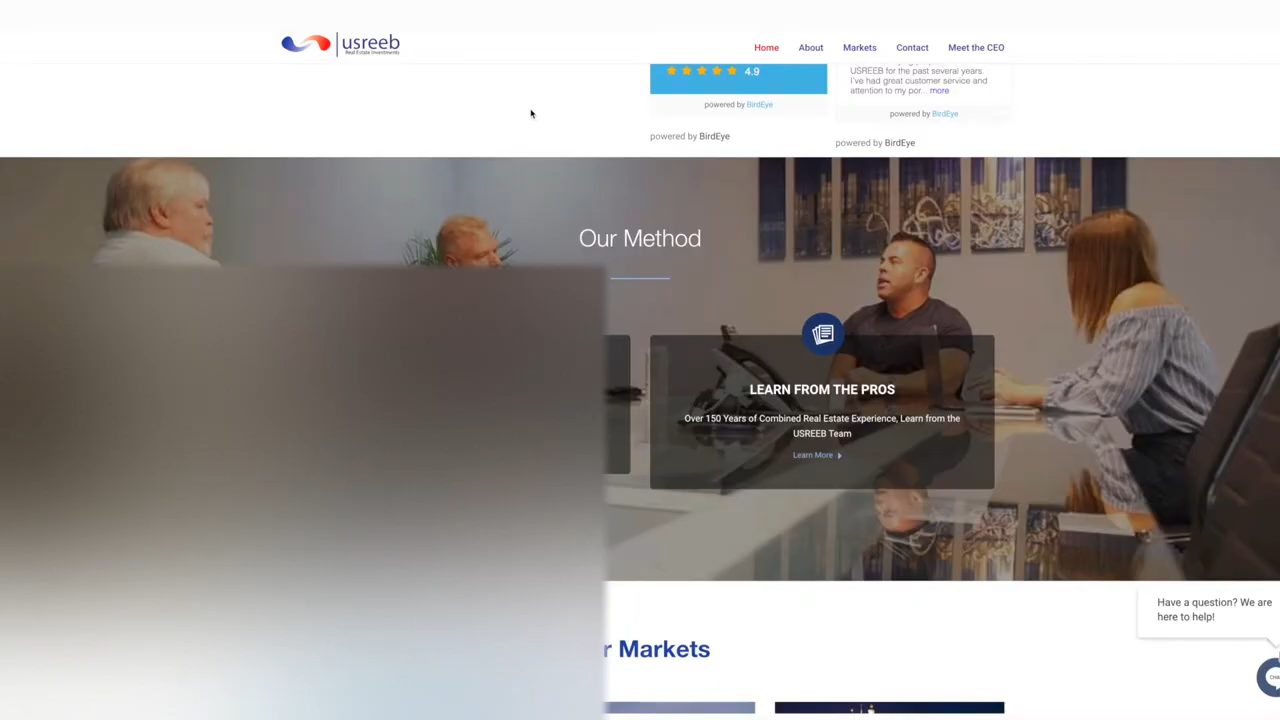 usreeb
Real Estate Investments
Home
About
Markets
Contact
Meet the CEO
4.9
powered by BirdEye
powered by BirdEye
USREEB for the past several years.
I've had great customer service and
attention to my por... more
powered by BirdEye
powered by BirdEye
Our Method
LEARN FROM THE PROS
Over 150 Years of Combined Real Estate Experience, Learn from the
USREEB Team
Learn More
r Markets
Have a question? We are
here to help!